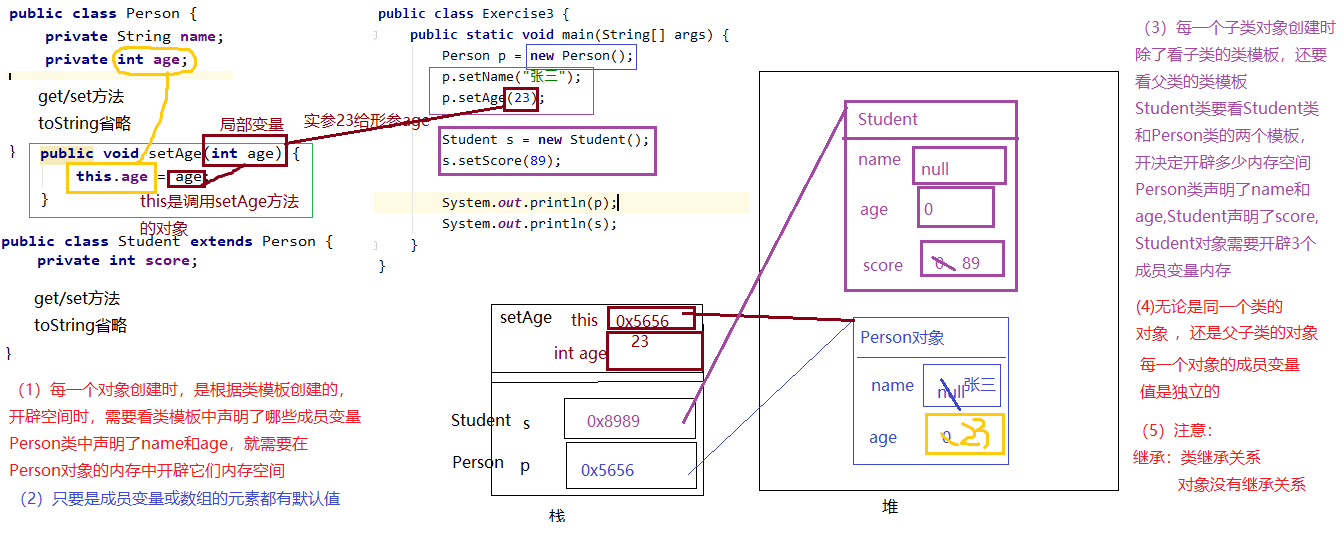 public class Person {
private String name;
private int age;
get/set方法
toString省略
}
局部变量
public void setAge(int age) {
this.age = age;
}
this是调用setAge方法
的对象
public class Student extends Person {
private int score;
get/set方法
toString省略
}
（1）每一个对象创建时，是根据类模板创建的，
开辟空间时，需要看类模板中声明了哪些成员变量
Person类中声明了name和age，就需要在
Person对象的内存中开辟它们内存空间
（2）只要是成员变量或数组的元素都有默认值
public class Exercise3 {
public static void main(String[] args) {
Person p = new Person();
p.setName("张三");
p.setAge(23);
实参23给形参age
Student s = new Student();
s.setScore(89);
System.out.println(p);
System.out.println(s);
}
}
setAge this 0x5656
int age 23
Student s 0x8989
Person p 0x5656
栈
Student
name null
age 0
score 0 89
Person对象
name null 张三
age 0 23
堆
（3）每一个子类对象创建时
除了看子类的类模板，还要
看父类的类模板
Student类要看Student类
和Person类的两个模板，
开决定开辟多少内存空间
Person类声明了name和
age,Student声明了score,
Student对象需要开辟3个
成员变量内存
(4)无论是同一个类的
对象，还是父子类的对象
每一个对象的成员变量
值是独立的
（5）注意：
继承：类继承关系
对象没有继承关系